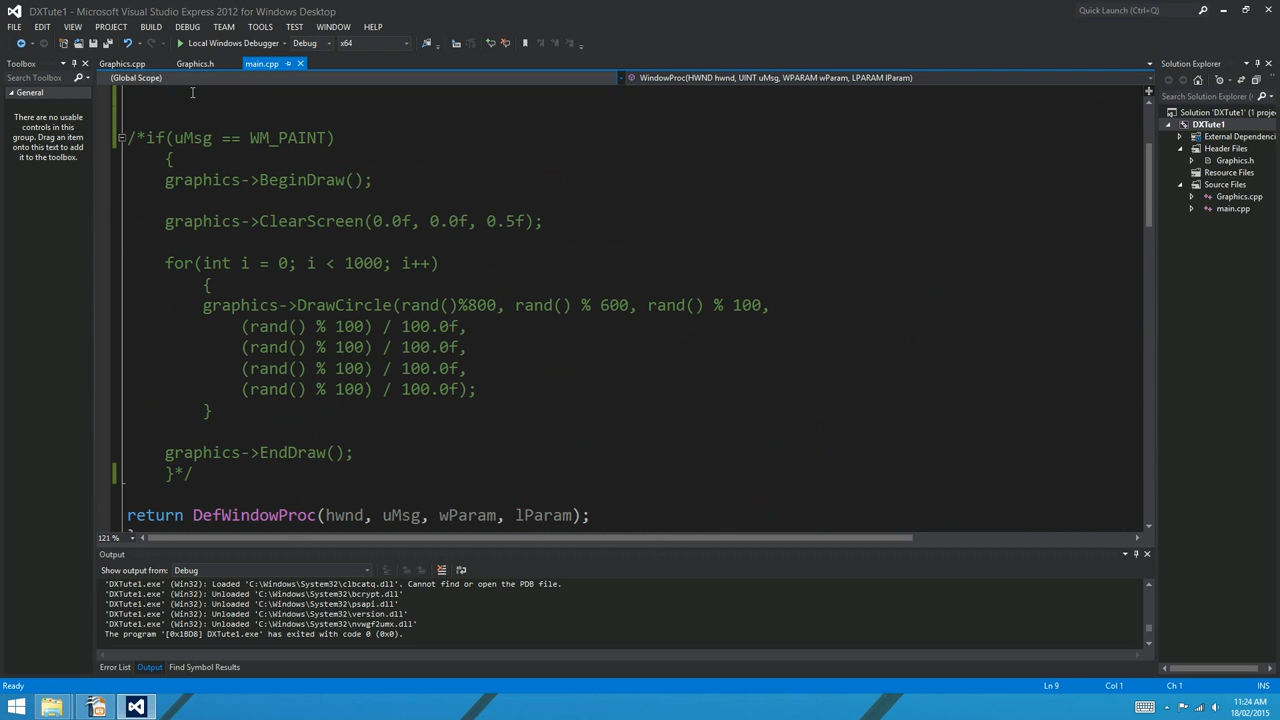 DXTute1 - Microsoft Visual Studio Express 2012 for Windows Desktop
Quick Launch (Ctrl+Q)
FILE EDIT VIEW PROJECT BUILD DEBUG TEAM TOOLS TEST WINDOW HELP
Local Windows Debugger Debug x64
Toolbox Graphics.cpp Graphics.h main.cpp Solution Explorer
Search Toolbox (Global Scope) WindowProc(HWND hwnd, UINT uMsg, WPARAM wParam, LPARAM lParam)
General
There are no usable
controls in this
group. Drag an item
onto this text to add
it to the toolbox.
/*if(uMsg == WM_PAINT)
{
graphics->BeginDraw();
graphics->ClearScreen(0.0f, 0.0f, 0.5f);
for(int i = 0; i < 1000; i++)
{
graphics->DrawCircle(rand()%800, rand() % 600, rand() % 100,
(rand() % 100) / 100.0f,
(rand() % 100) / 100.0f,
(rand() % 100) / 100.0f,
(rand() % 100) / 100.0f);
}
graphics->EndDraw();
}*/
return DefWindowProc(hwnd, uMsg, wParam, lParam);
121 %
Search Solution Explorer
Solution 'DXTute1' (1 project)
DXTute1
External Dependenci
Header Files
Graphics.h
Resource Files
Source Files
Graphics.cpp
main.cpp
Output
Show output from: Debug
'DXTute1.exe' (Win32): Loaded 'C:\Windows\System32\clbcatq.dll'. Cannot find or open the PDB file.
'DXTute1.exe' (Win32): Unloaded 'C:\Windows\System32\bcrypt.dll'
'DXTute1.exe' (Win32): Unloaded 'C:\Windows\System32\psapi.dll'
'DXTute1.exe' (Win32): Unloaded 'C:\Windows\System32\version.dll'
'DXTute1.exe' (Win32): Unloaded 'C:\Windows\System32\nvwgf2umx.dll'
The program '[0x1BD8] DXTute1.exe' has exited with code 0 (0x0).
Error List Output Find Symbol Results
Ready Ln 9 Col 1 Ch 1 INS
11:24 AM
18/02/2015